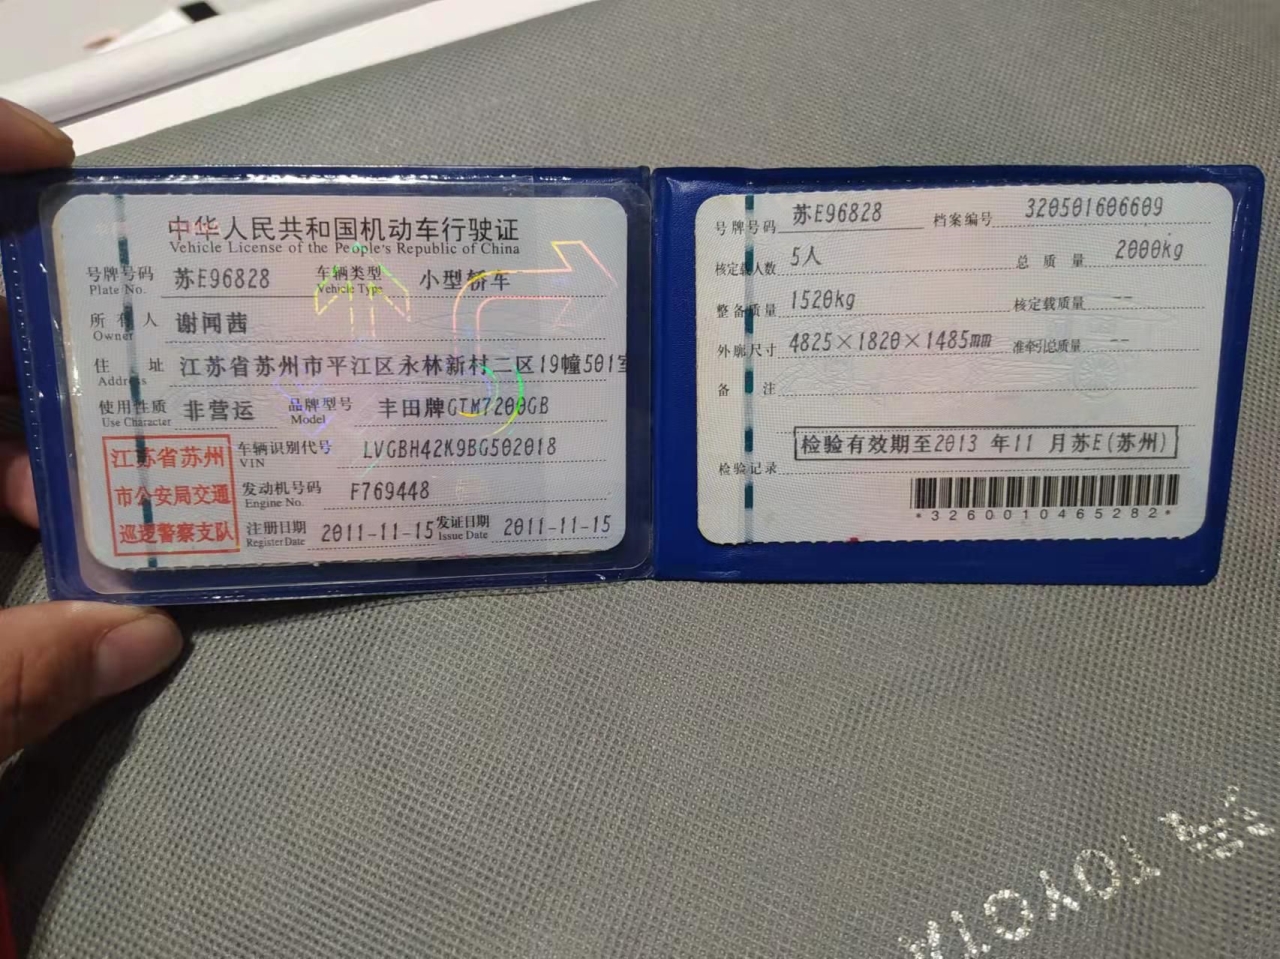 中华人民共和国机动车行驶证
Vehicle License of the People's Republic of China
号牌号码 苏E96828 车辆类型 小型轿车
Plate No. Vehicle Type
所有人 谢闻茜
Owner
住址 江苏省苏州市平江区永林新村二区19幢501室
Address
使用性质 非营运 品牌型号 丰田牌GTM7200GB
Use Character Model
江苏省苏州
市公安局交通
巡逻警察支队
车辆识别代号 LVGBH42K9BG502018
VIN
发动机号码 F769448
Engine No.
注册日期 2011-11-15 发证日期 2011-11-15
Register Date Issue Date
号牌号码 苏E96828 档案编号 320501606609
核定载人数 5人 总质量 2000kg
整备质量 1520kg 核定载质量 --
外廓尺寸 4825×1820×1485mm 准牵引总质量 --
备注
检验有效期至2013 年11 月苏E(苏州)
检验记录
*3260010465282*
TOYOTA